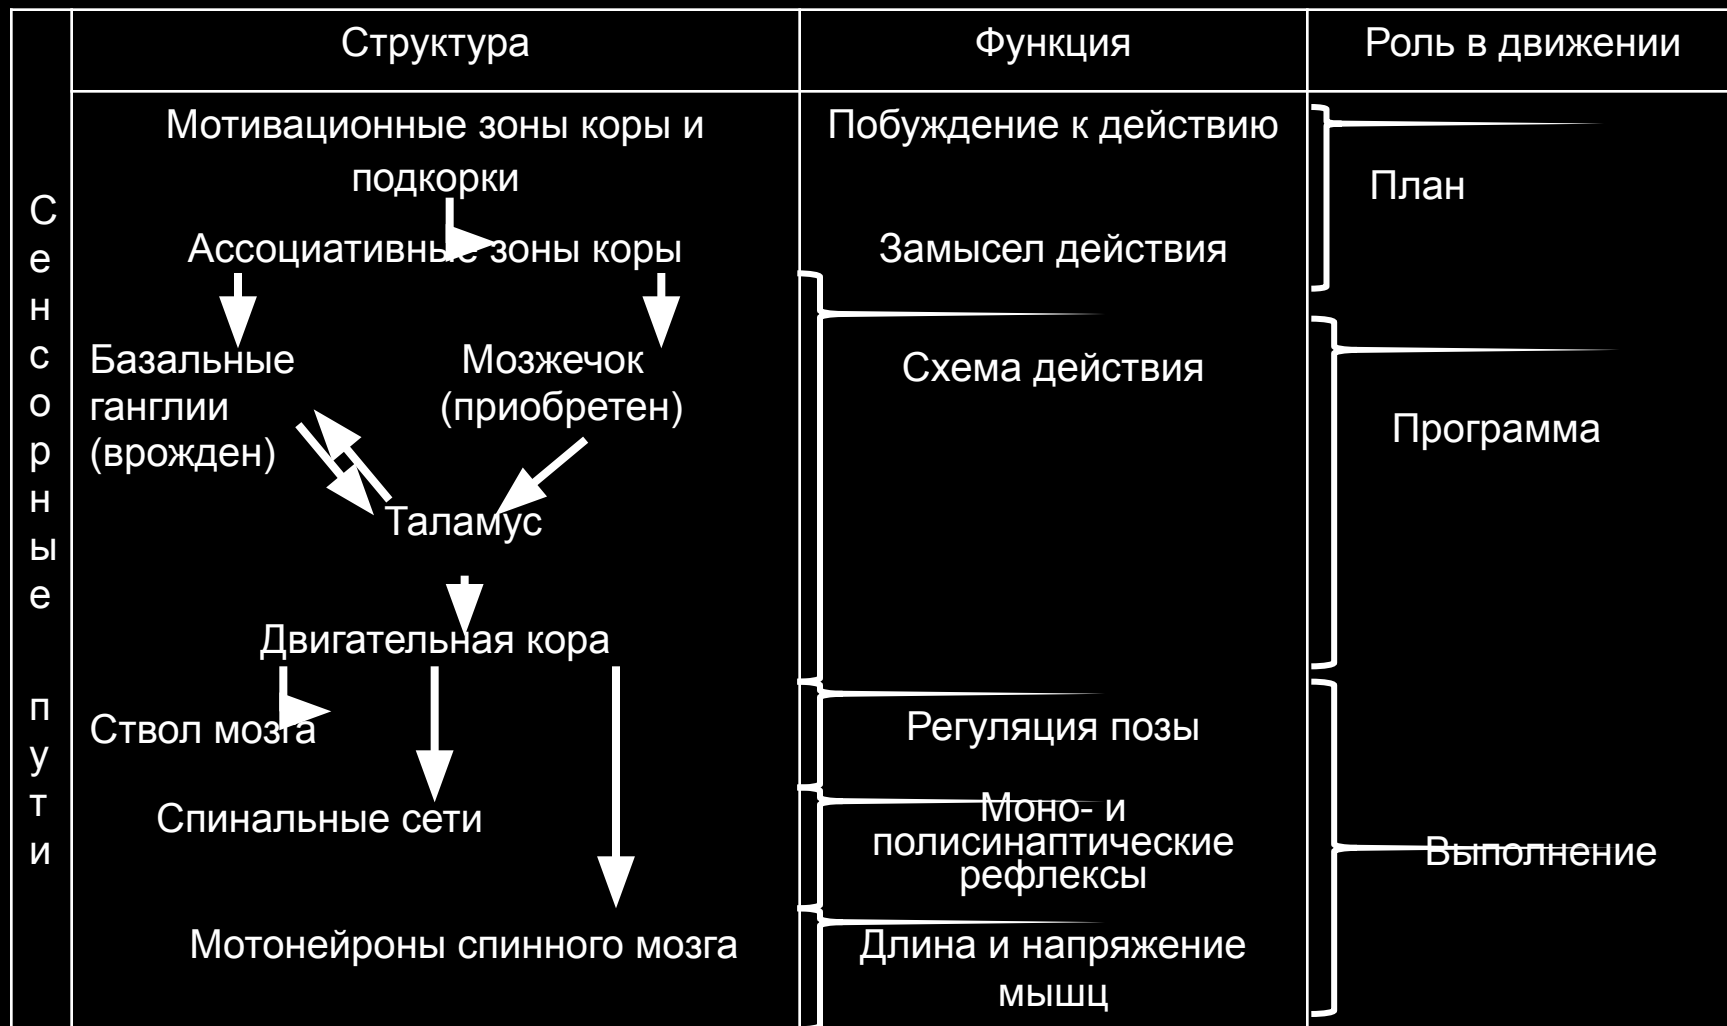 Структура
Функция
Роль в движении
Сенсорные пути
Мотивационные зоны коры и
подкорки
Побуждение к действию
План
Ассоциативные зоны коры
Замысел действия
Базальные
ганглии
(врожден)
Мозжечок
(приобретен)
Схема действия
Программа
Таламус
Двигательная кора
Ствол мозга
Регуляция позы
Спинальные сети
Моно- и
полисинаптические
рефлексы
Выполнение
Мотонейроны спинного мозга
Длина и напряжение
мышц